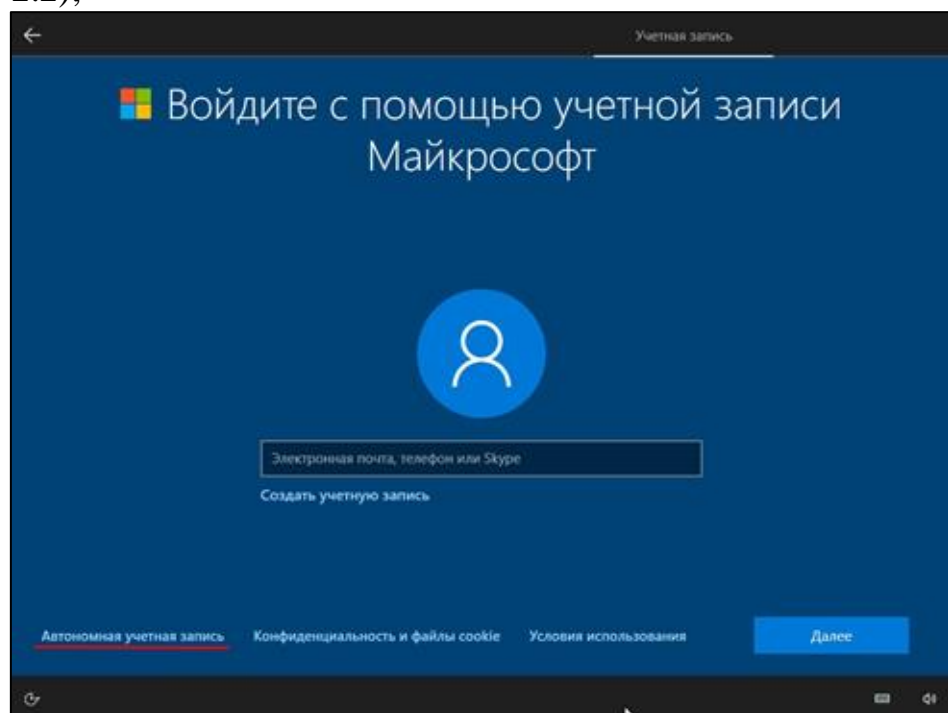 Учетная запись
Войдите с помощью учетной записи
Майкрософт
Электронная почта, телефон или Skype
Создать учетную запись
Автономная учетная запись Конфиденциальность и файлы cookie Условия использования Далее